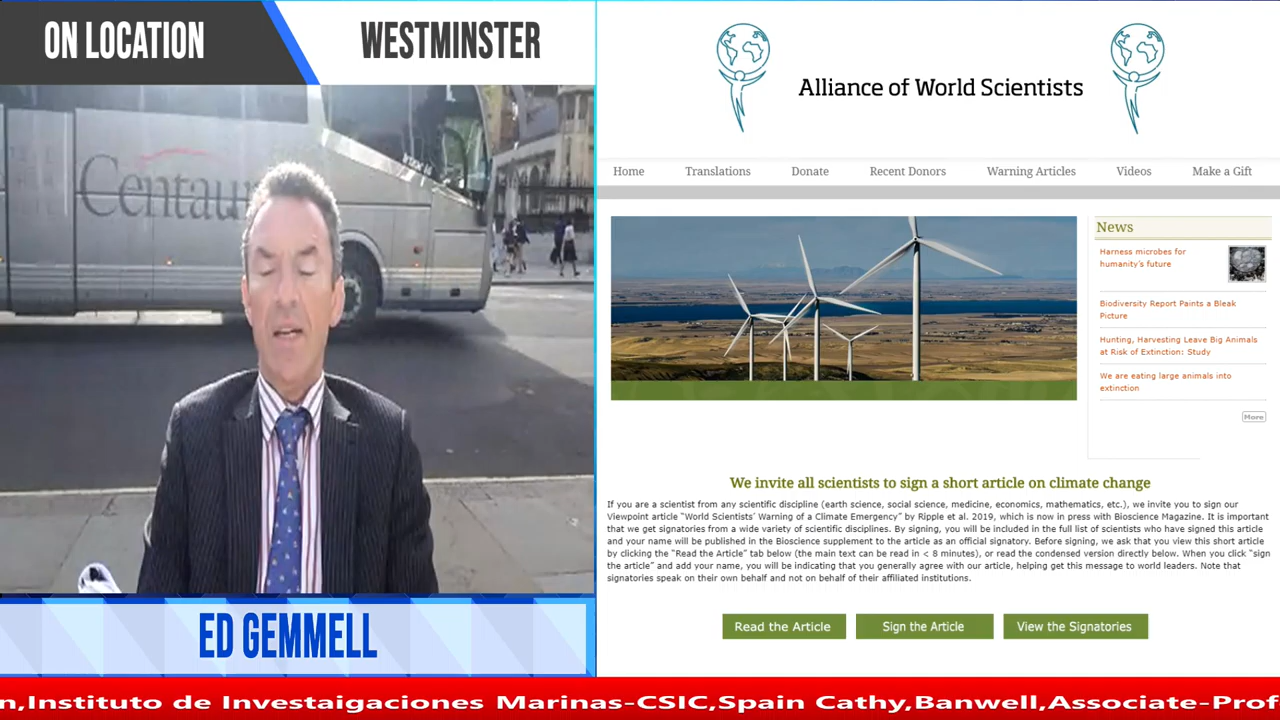 ON LOCATION
WESTMINSTER
Centaur
ED GEMMELL
Alliance of World Scientists
Home Translations Donate Recent Donors Warning Articles Videos Make a Gift
News
Harness microbes for
humanity's future
Biodiversity Report Paints a Bleak
Picture
Hunting, Harvesting Leave Big Animals
at Risk of Extinction: Study
We are eating large animals into
extinction
More
We invite all scientists to sign a short article on climate change
If you are a scientist from any scientific discipline (earth science, social science, medicine, economics, mathematics, etc.), we invite you to sign our
Viewpoint article "World Scientists' Warning of a Climate Emergency" by Ripple et al. 2019, which is now in press with Bioscience Magazine. It is important
that we get signatories from a wide variety of scientific disciplines. By signing, you will be included in the full list of scientists who have signed this article
and your name will be published in the Bioscience supplement to the article as an official signatory. Before signing, we ask that you view this short article
by clicking the "Read the Article" tab below (the main text can be read in < 8 minutes), or read the condensed version directly below. When you click "sign
the article" and add your name, you will be indicating that you generally agree with our article, helping get this message to world leaders. Note that
signatories speak on their own behalf and not on behalf of their affiliated institutions.
Read the Article Sign the Article View the Signatories
n,Instituto de Investaigaciones Marinas-CSIC,Spain Cathy,Banwell,Associate-Prof